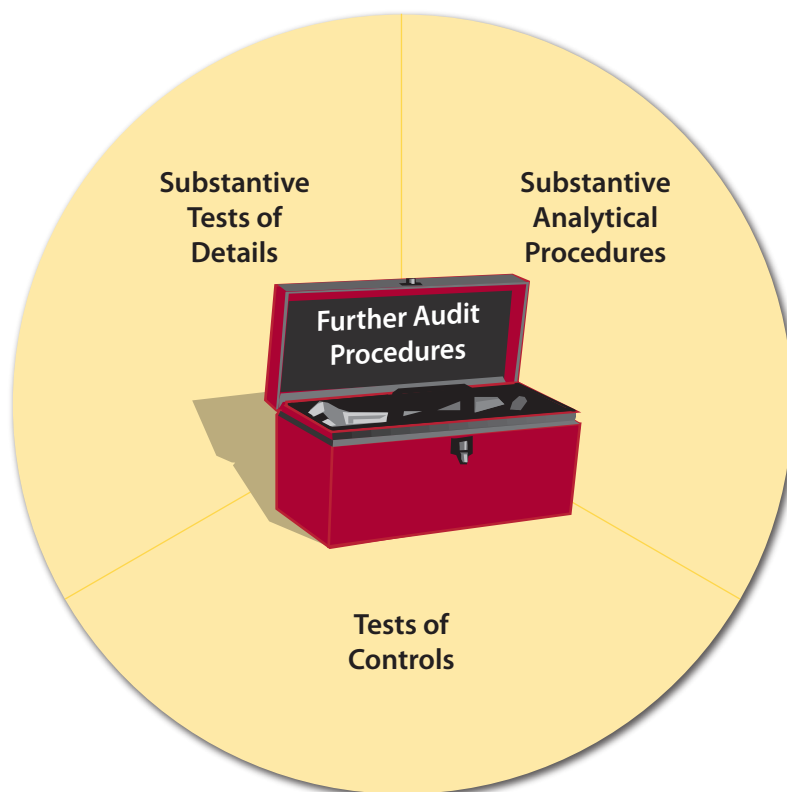 Substantive
Tests of
Details
Substantive
Analytical
Procedures
Further Audit
Procedures
Tests of
Controls